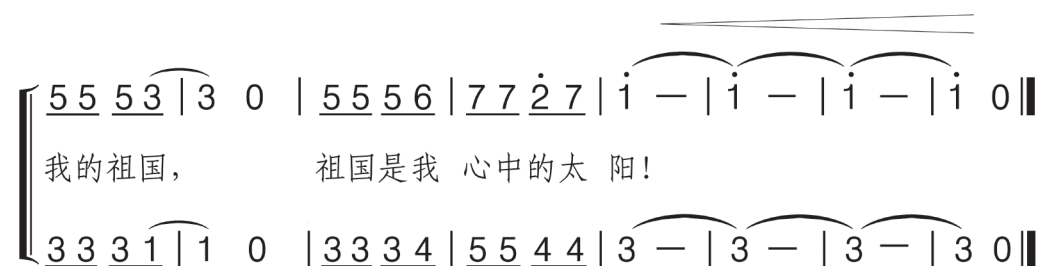 5 5 5 3 | 3 0 | 5 5 5 6 | 7 7 2̇ 7 | 1̇ — | 1̇ — | 1̇ — | 1̇ 0 ‖
我的祖国， 祖国是我 心中的太 阳！
3 3 3 1 | 1 0 | 3 3 3 4 | 5 5 4 4 | 3 — | 3 — | 3 — | 3 0 ‖